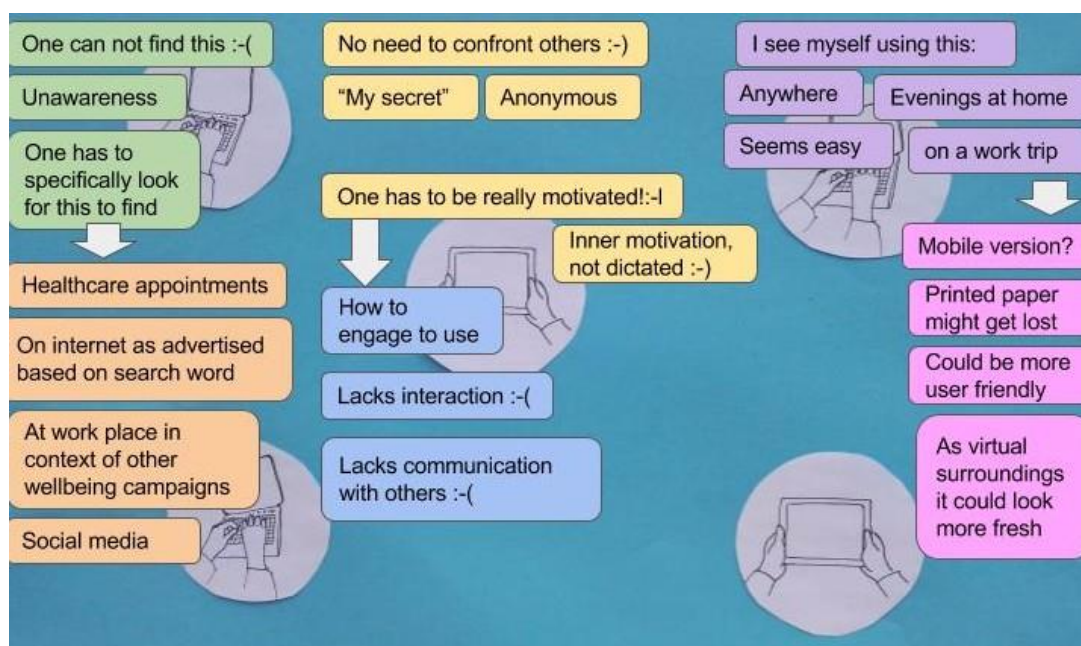 One can not find this :-(
Unawareness
One has to
specifically look
for this to find
Healthcare appointments
On internet as advertised
based on search word
At work place in
context of other
wellbeing campaigns
Social media
No need to confront others :-)
“My secret”
Anonymous
One has to be really motivated!:-I
Inner motivation,
not dictated :-)
How to
engage to use
Lacks interaction :-(
Lacks communication
with others :-(
I see myself using this:
Anywhere
Evenings at home
Seems easy
on a work trip
Mobile version?
Printed paper
might get lost
Could be more
user friendly
As virtual
surroundings
it could look
more fresh